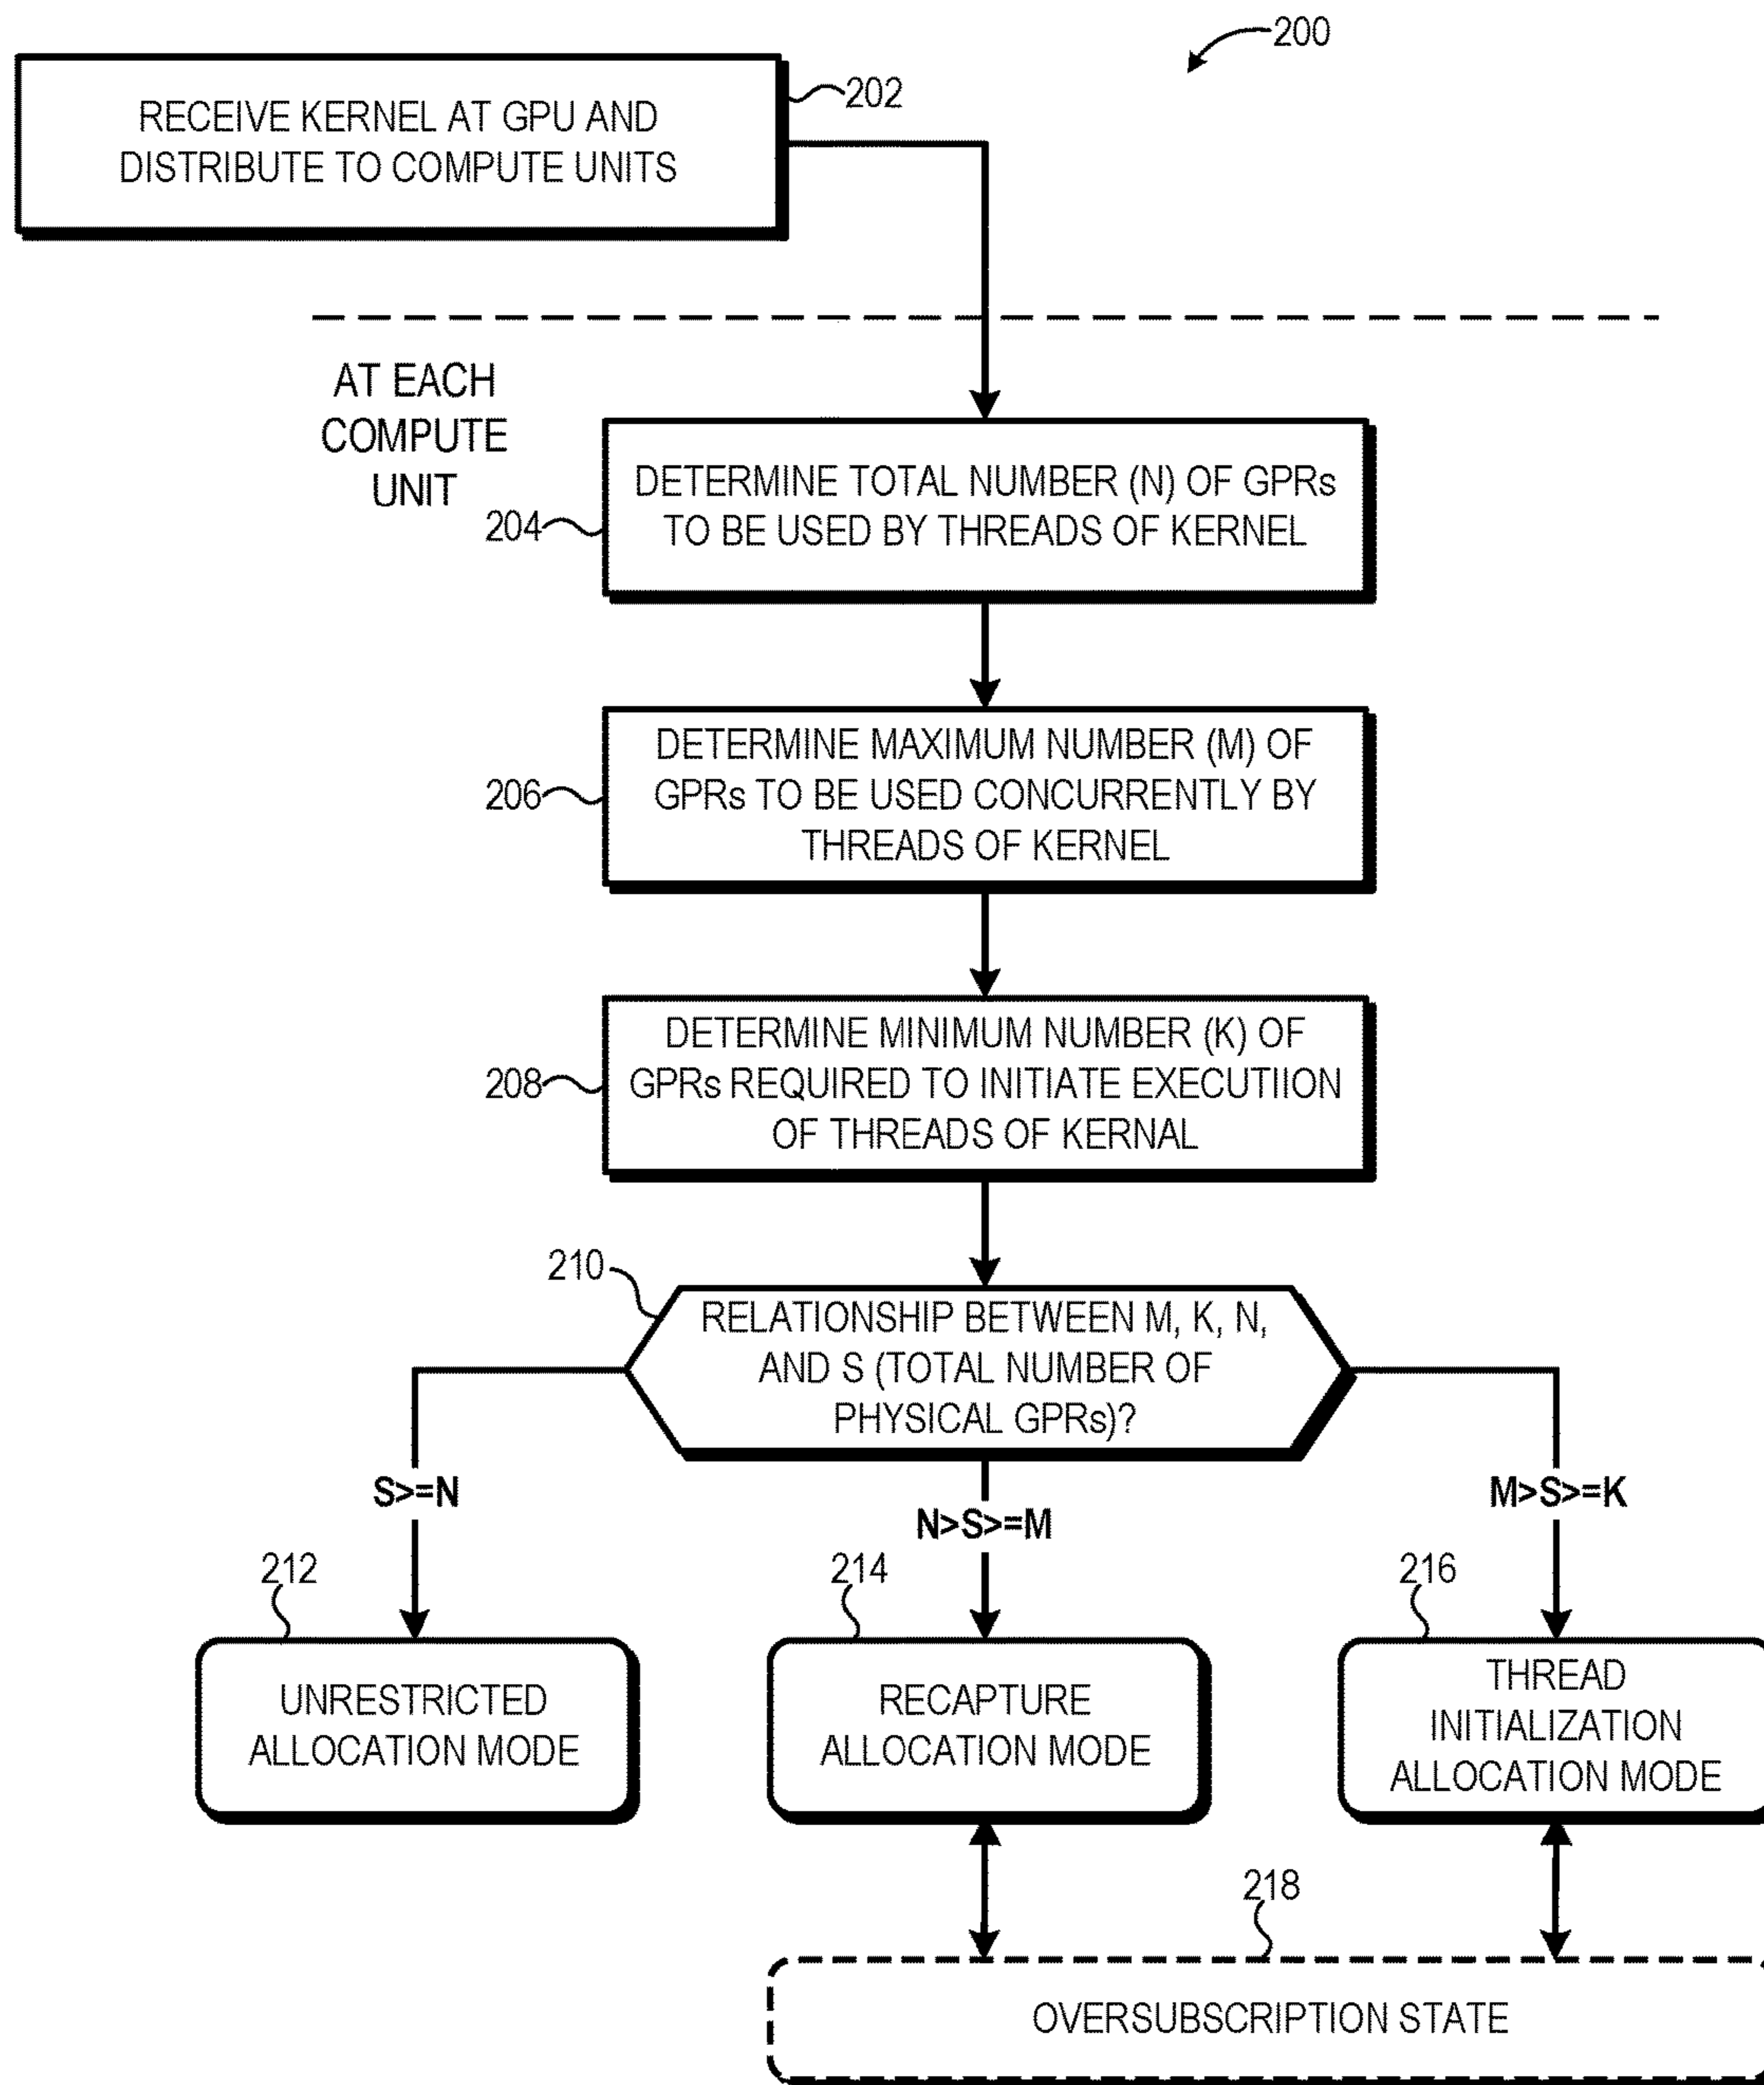 200
RECEIVE KERNEL AT GPU AND
DISTRIBUTE TO COMPUTE UNITS
202
AT EACH
COMPUTE
UNIT
204
DETERMINE TOTAL NUMBER (N) OF GPRs
TO BE USED BY THREADS OF KERNEL
206
DETERMINE MAXIMUM NUMBER (M) OF
GPRs TO BE USED CONCURRENTLY BY
THREADS OF KERNEL
208
DETERMINE MINIMUM NUMBER (K) OF
GPRs REQUIRED TO INITIATE EXECUTIION
OF THREADS OF KERNAL
210
RELATIONSHIP BETWEEN M, K, N,
AND S (TOTAL NUMBER OF
PHYSICAL GPRs)?
S>=N
N>S>=M
M>S>=K
212
UNRESTRICTED
ALLOCATION MODE
214
RECAPTURE
ALLOCATION MODE
216
THREAD
INITIALIZATION
ALLOCATION MODE
218
OVERSUBSCRIPTION STATE